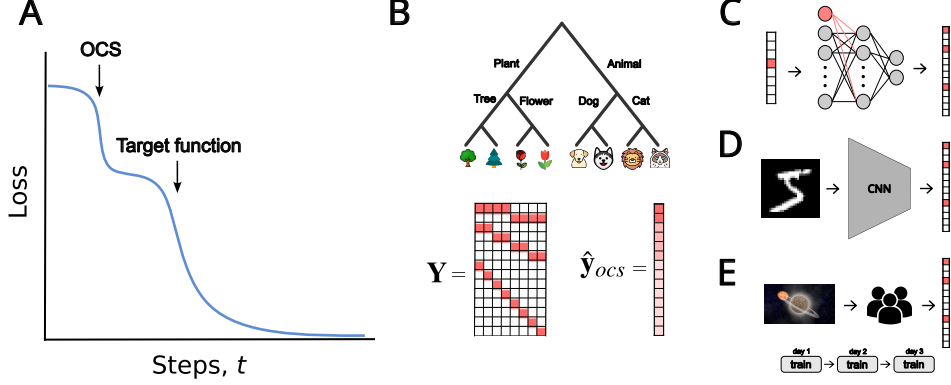 A
OCS
Target function
Loss
Steps, t
B
Plant
Animal
Tree
Flower
Dog
Cat
Y =
ŷocs =
C
D
CNN
E
day 1
day 2
day 3
train
train
train